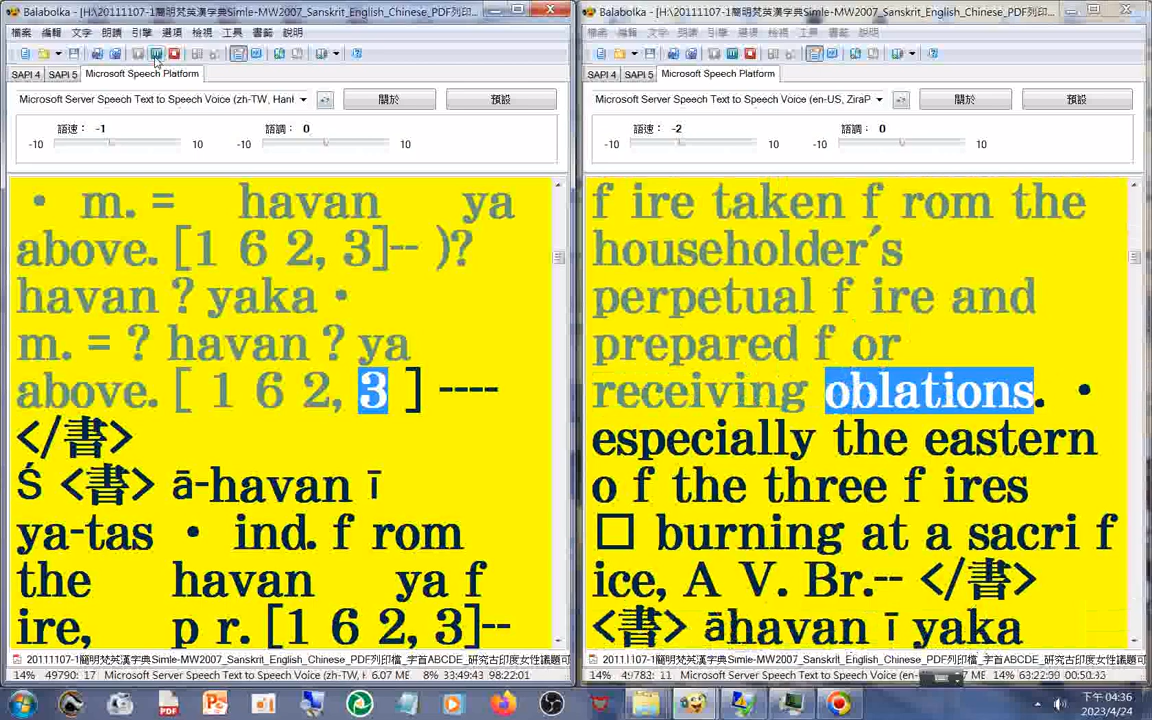 Balabolka - [H:\20111107-1簡明梵英漢字典Simle-MW2007_Sanskrit_English_Chinese_PDF列印...
檔案 編輯 文字 朗讀 引擎 選項 檢視 工具 書籤 說明
SAPI 4 SAPI 5 Microsoft Speech Platform
Microsoft Server Speech Text to Speech Voice (zh-TW, Hanl 關於 預設
語速： -1 語調： 0
-10 10 -10 10
• m. = havan ya
above. [1 6 2, 3]-- )?
havan ? yaka •
m. = ? havan ? ya
above. [ 1 6 2, 3 ] ----
</書>
Ś <書> ā-havan ī
ya-tas • ind. f rom
the havan ya f
ire, p r. [1 6 2, 3]--
20111107-1簡明梵英漢字典Simle-MW2007_Sanskrit_English_Chinese_PDF列印檔_字首ABCDE_研究古印度女性議題可
14% 49790: 17 Microsoft Server Speech Text to Speech Voice (zh-TW, H 6.07 ME 8% 33:49:43 98:22:01
Balabolka - [H:\20111107-1簡明梵英漢字典Simle-MW2007_Sanskrit_English_Chinese_PDF列印...
檔案 編輯 文字 朗讀 引擎 選項 檢視 工具 書籤 說明
SAPI 4 SAPI 5 Microsoft Speech Platform
Microsoft Server Speech Text to Speech Voice (en-US, ZiraP 關於 預設
語速： -2 語調： 0
-10 10 -10 10
f ire taken f rom the
householder´s
perpetual f ire and
prepared f or
receiving oblations. •
especially the eastern
o f the three f ires
□ burning at a sacri f
ice, A V. Br.-- </書>
<書> āhavan ī yaka
20111107-1簡明梵英漢字典Simle-MW2007_Sanskrit_English_Chinese_PDF列印檔_字首ABCDE_研究古印度女性議題可
14% Microsoft Server Speech Text to Speech Voice ME 14% 63:22:99
下午 04:36
2023/4/24